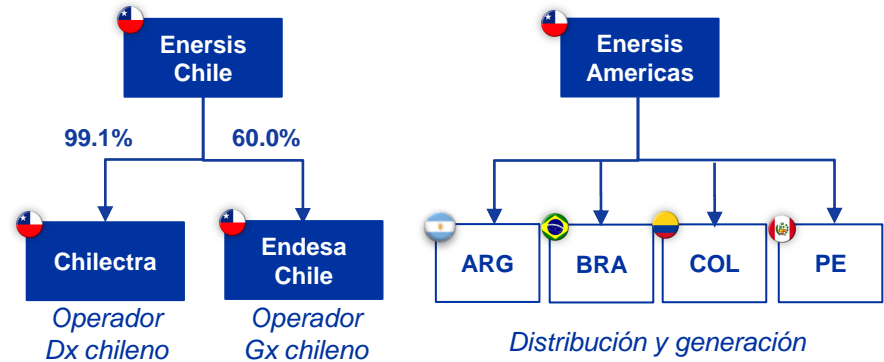 Enersis
Chile
Enersis
Americas
99.1%
60.0%
Chilectra
Endesa
Chile
ARG
BRA
COL
PE
Operador
Dx chileno
Operador
Gx chileno
Distribución y generación